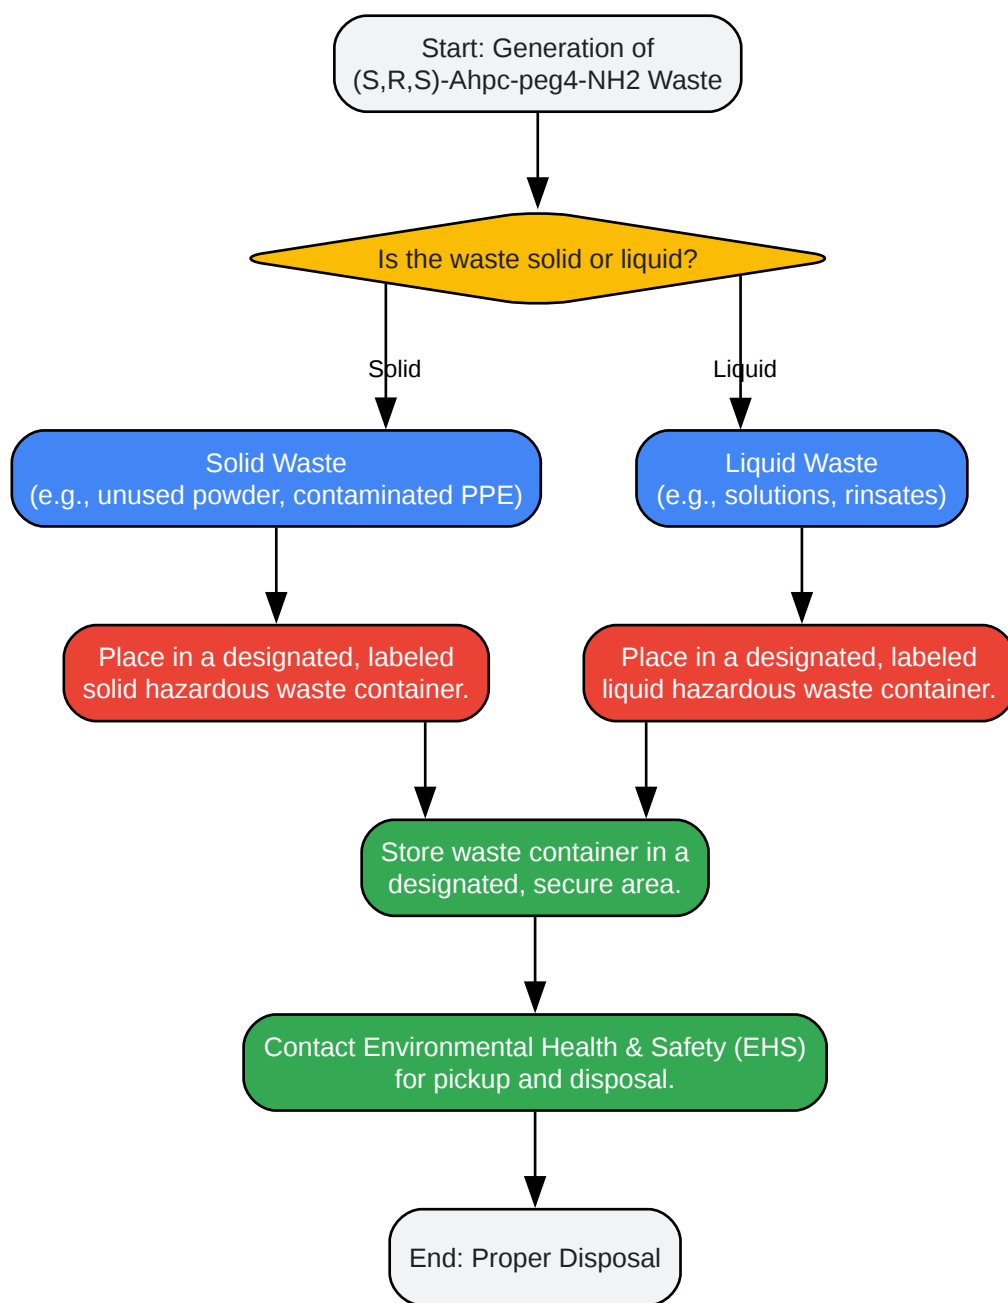 Start: Generation of
(S,R,S)-Ahpc-peg4-NH2 Waste
Is the waste solid or liquid?
Solid
Liquid
Solid Waste
(e.g., unused powder, contaminated PPE)
Liquid Waste
(e.g., solutions, rinsates)
Place in a designated, labeled
solid hazardous waste container.
Place in a designated, labeled
liquid hazardous waste container.
Store waste container in a
designated, secure area.
Contact Environmental Health & Safety (EHS)
for pickup and disposal.
End: Proper Disposal